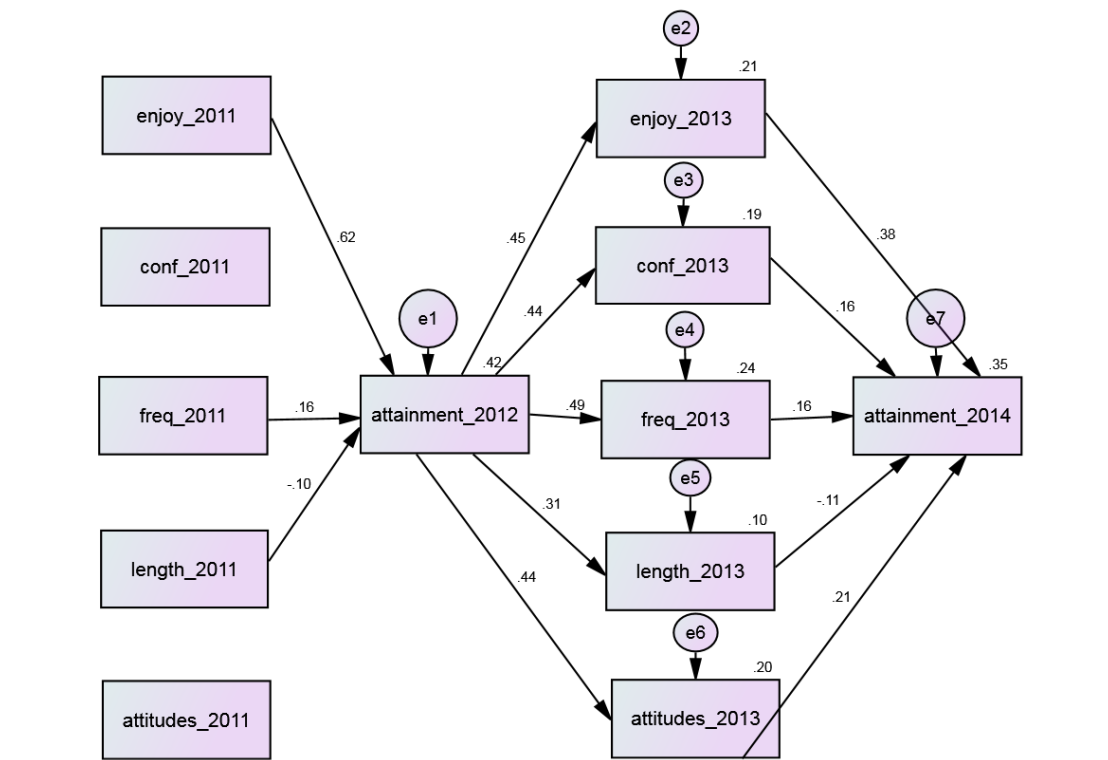 e2
.21
enjoy_2011
enjoy_2013
e3
.19
.62
.45
.38
conf_2011
conf_2013
e1
.44
e4
.16
e7
.42
.24
.35
freq_2011
.16
attainment_2012
.49
freq_2013
.16
attainment_2014
e5
-.10
.31
.10
-.11
length_2011
length_2013
.44
.21
e6
.20
attitudes_2011
attitudes_2013